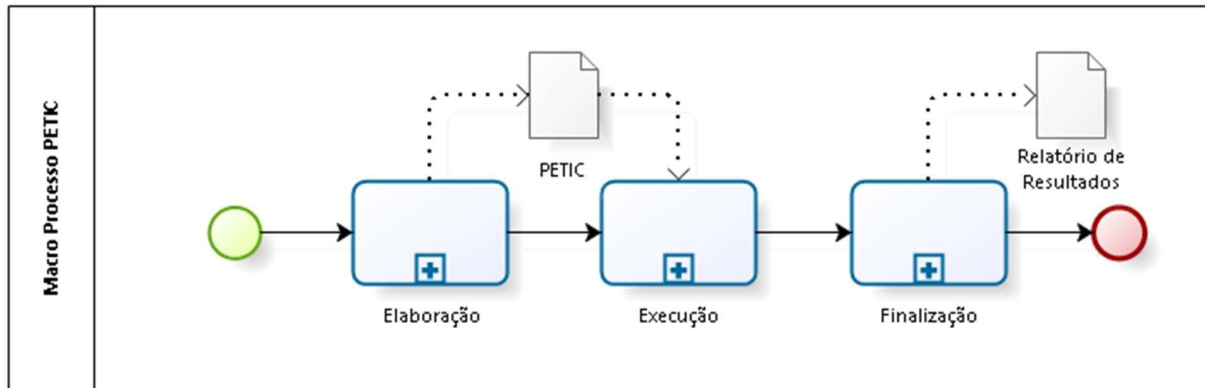 Macro Processo PETIC
PETIC
Relatório de
Resultados
Elaboração
Execução
Finalização